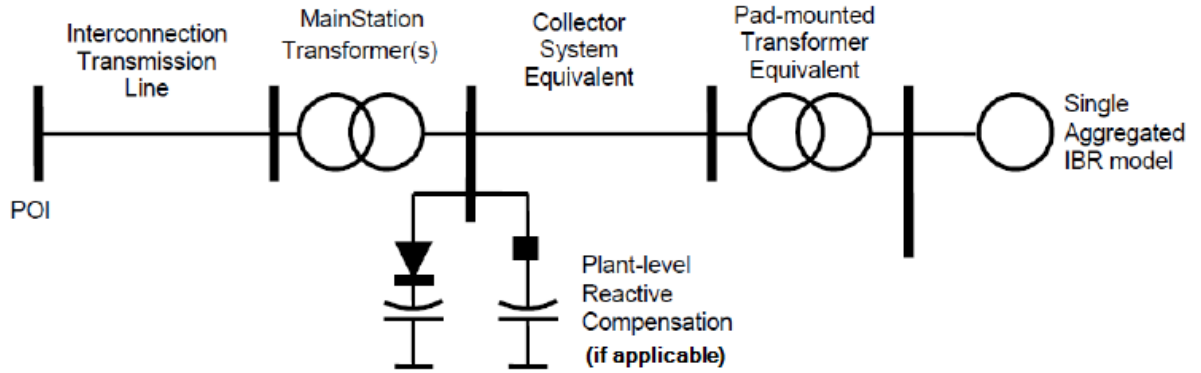 Interconnection
Transmission
Line
MainStation
Transformer(s)
Collector
System
Equivalent
Pad-mounted
Transformer
Equivalent
Single
Aggregated
IBR model
POI
Plant-level
Reactive
Compensation
(if applicable)